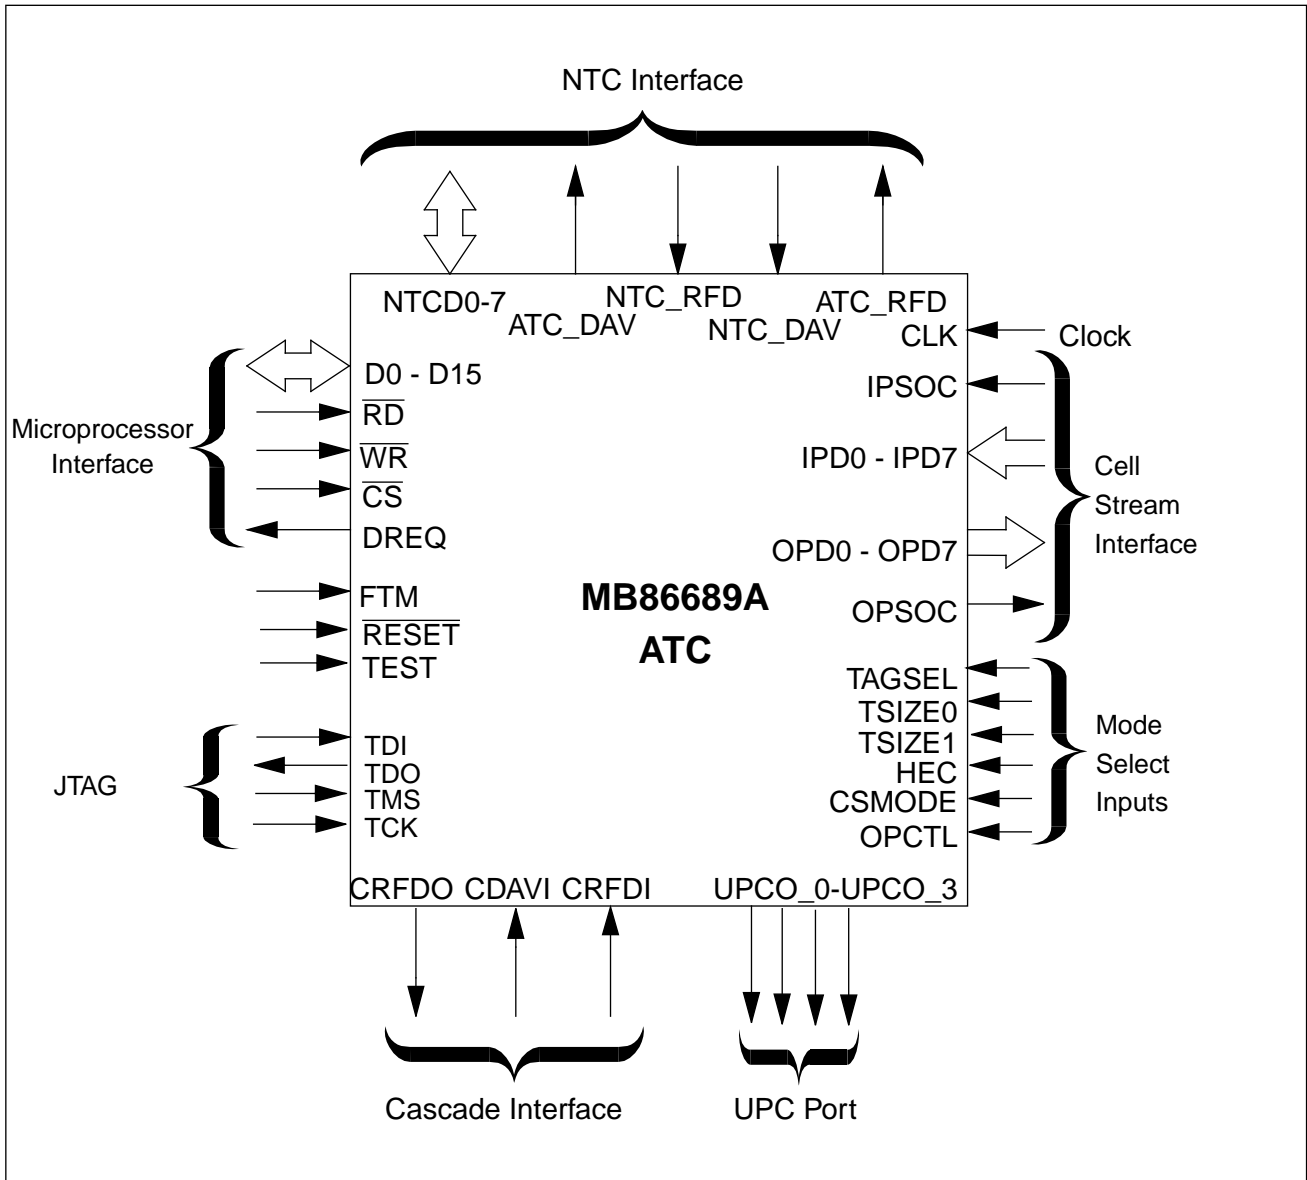 NTC Interface
NTCD0-7
ATC_DAV
NTC_RFD
NTC_DAV
ATC_RFD
CLK
Clock
Microprocessor
Interface
D0 - D15
RD
WR
CS
DREQ
FTM
RESET
TEST
JTAG
TDI
TDO
TMS
TCK
MB86689A
ATC
IPSOC
IPD0 - IPD7
OPD0 - OPD7
OPSOC
Cell
Stream
Interface
TAGSEL
TSIZE0
TSIZE1
HEC
CSMODE
OPCTL
Mode
Select
Inputs
CRFDO CDAVI CRFDI
UPCO_0-UPCO_3
Cascade Interface
UPC Port